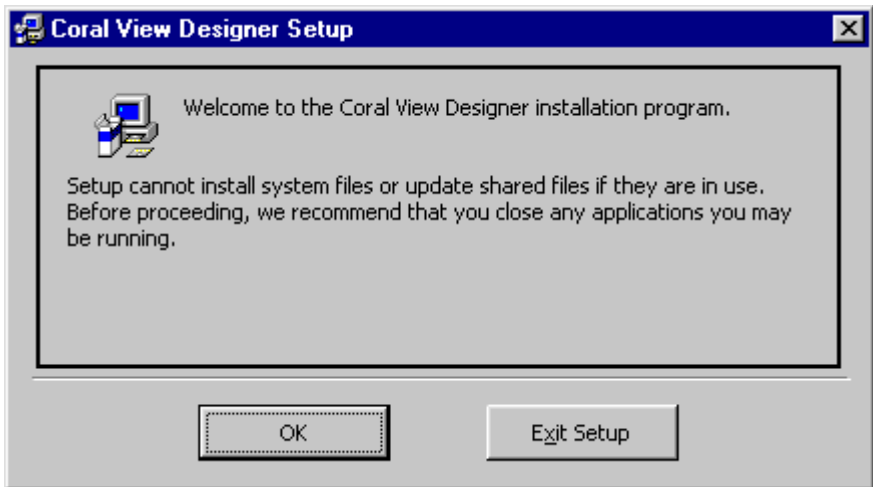 Coral View Designer Setup
Welcome to the Coral View Designer installation program.
Setup cannot install system files or update shared files if they are in use.
Before proceeding, we recommend that you close any applications you may
be running.
OK
Exit Setup